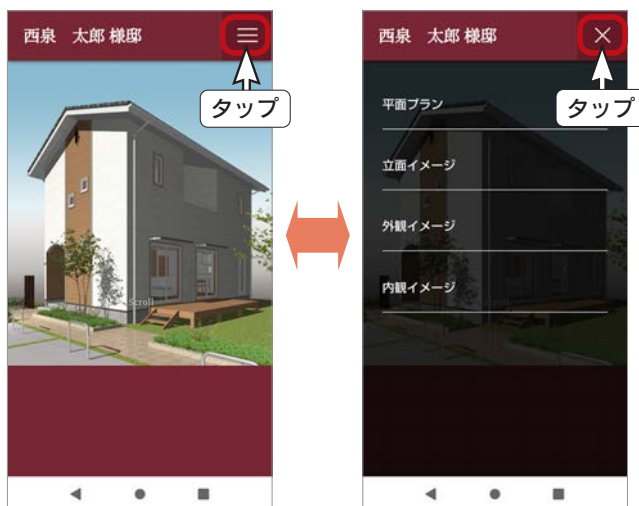 西泉　太郎 様邸
タップ
Scroll
西泉　太郎 様邸
タップ
平面プラン
立面イメージ
外観イメージ
内観イメージ